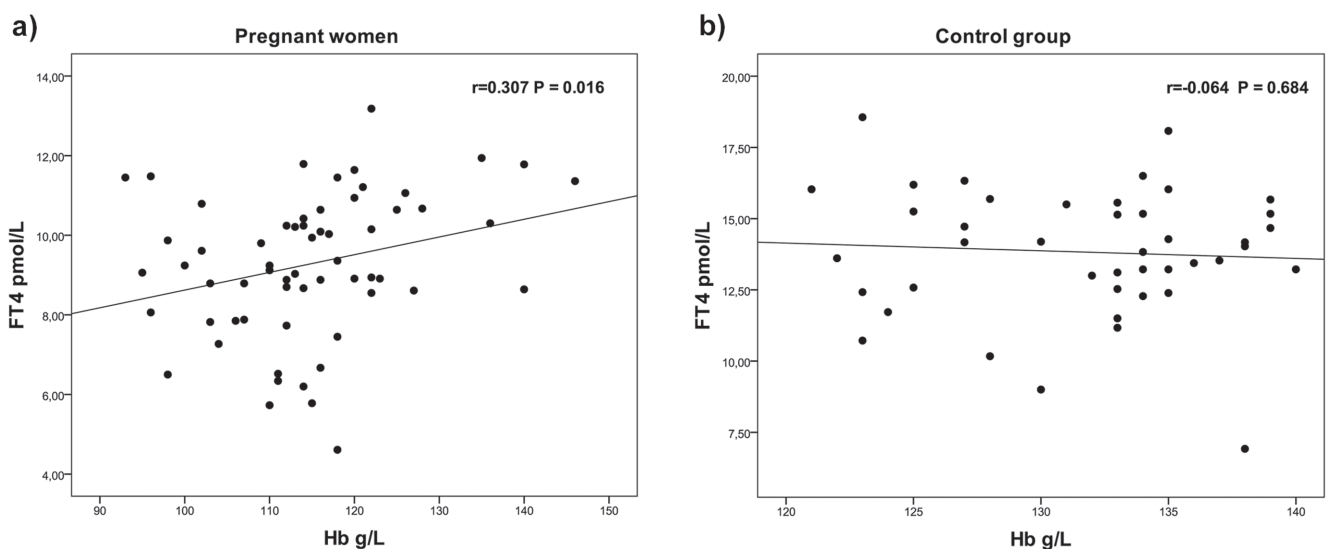 a)
Pregnant women
r=0.307 P = 0.016
14,00
12,00
10,00
8,00
6,00
4,00
FT4 pmol/L
90
100
110
120
130
140
150
Hb g/L
b)
Control group
r=-0.064 P = 0.684
20,00
17,50
15,00
12,50
10,00
7,50
FT4 pmol/L
120
125
130
135
140
Hb g/L